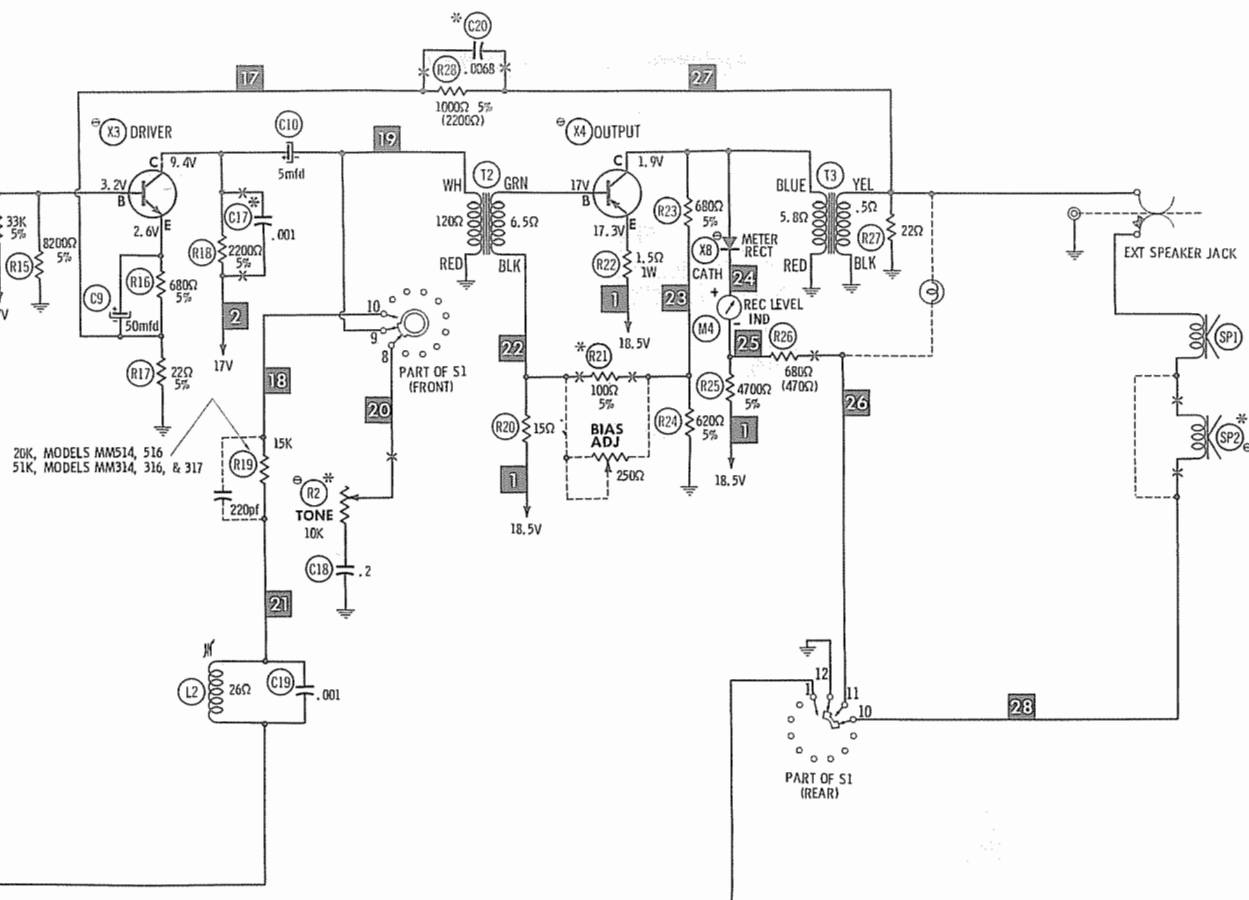 * C20
17
R28 .0068
27
1000Ω 5%
(2200Ω)
⊖ X3 DRIVER
C10
19
⊖ X4 OUTPUT
C 9.4V
5mfd
C 1.9V
3.2V
B
WH
T2
GRN
17V
B
BLUE
T3
YEL
33K
5%
8200Ω
5%
R15
E
2.6V
*
C17
.001
R18
2200Ω
5%
120Ω
6.5Ω
E
17.3V
R23
680Ω
5%
5.8Ω
.5Ω
R27
22Ω
⊖
X8
METER
RECT
CATH
EXT SPEAKER JACK
R16
680Ω
5%
RED
BLK
R22
1.5Ω
1W
RED
BLK
C9
50mfd
2
17V
10
9
8
PART OF S1
(FRONT)
1
18.5V
23
24
+
REC LEVEL
IND
M4
-
25
R26
680Ω
(470Ω)
SP1
R17
22Ω
5%
18
20
22
*
R21
100Ω
5%
R25
4700Ω
5%
26
20K, MODELS MM514, 516
51K, MODELS MM314, 316, & 317
15K
R19
220pf
R20
15Ω
BIAS
ADJ
250Ω
R24
620Ω
5%
1
18.5V
SP2
*
⊖
⊖
R2
*
TONE
10K
1
18.5V
C18
.2
21
L2
26Ω
C19
.001
12
1
11
10
28
PART OF S1
(REAR)